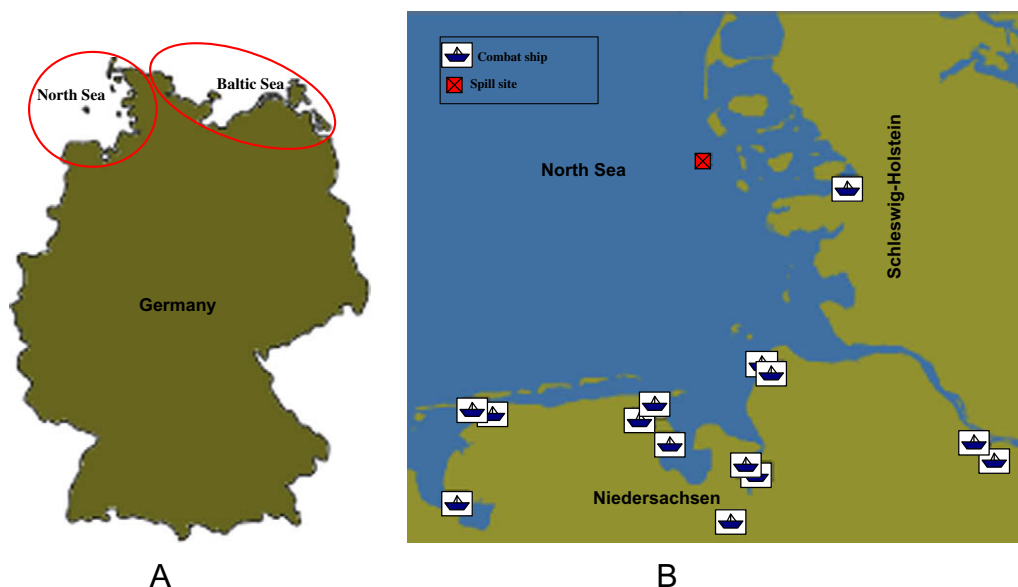 North Sea
Baltic Sea
Germany
A
Combat ship
Spill site
North Sea
Schleswig-Holstein
Niedersachsen
B